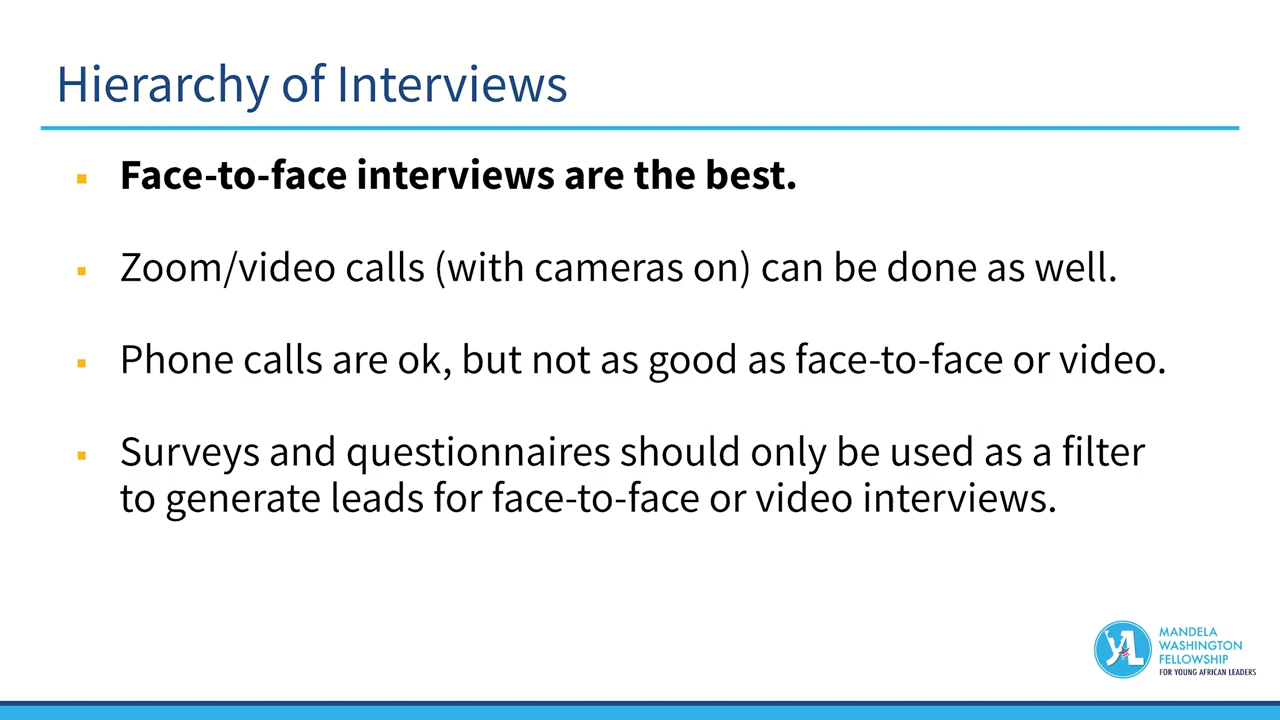 Hierarchy of Interviews
Face-to-face interviews are the best.
Zoom/video calls (with cameras on) can be done as well.
Phone calls are ok, but not as good as face-to-face or video.
Surveys and questionnaires should only be used as a filter
to generate leads for face-to-face or video interviews.
YAL
MANDELA
WASHINGTON
FELLOWSHIP
FOR YOUNG AFRICAN LEADERS